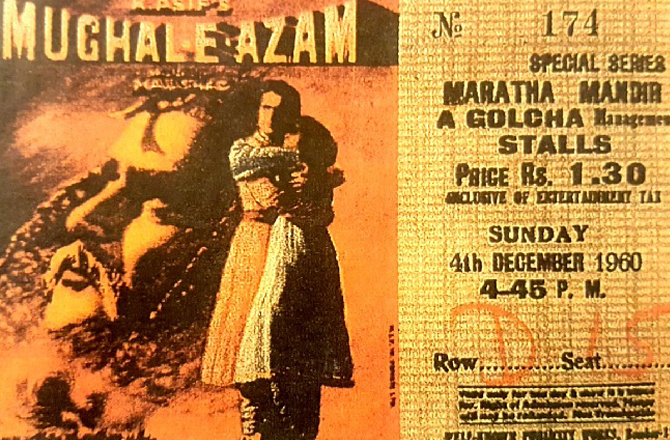 K. ASIF'S
MUGHAL-E-AZAM
№ 174
SPECIAL SERIES
MARATHA MANDIR
A GOLCHA Managemen
STALLS
PRICE Rs. 1.30
INCLUSIVE OF ENTERTAINMENT TAX
SUNDAY
4th DECEMBER 1960
4-45 P. M.
D
Row............Seat............